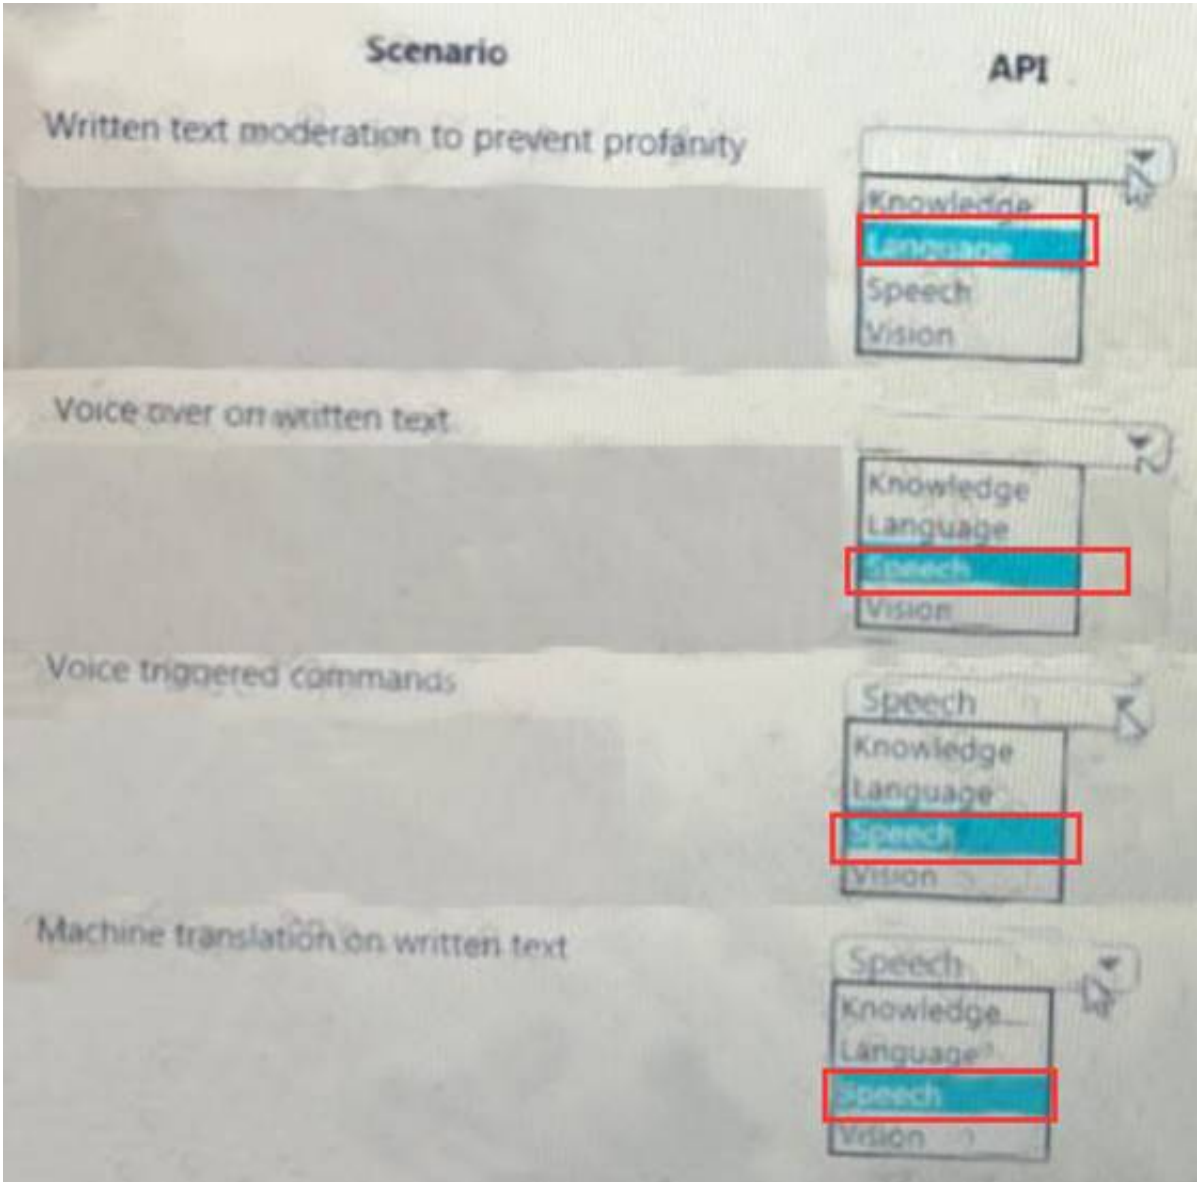 Scenario
API
Written text moderation to prevent profanity
Knowledge
Language
Speech
Vision
Voice over on written text
Knowledge
Language
Speech
Vision
Voice triggered commands
Speech
Knowledge
Language
Speech
Vision
Machine translation on written text
Speech
Knowledge
Language
Speech
Vision